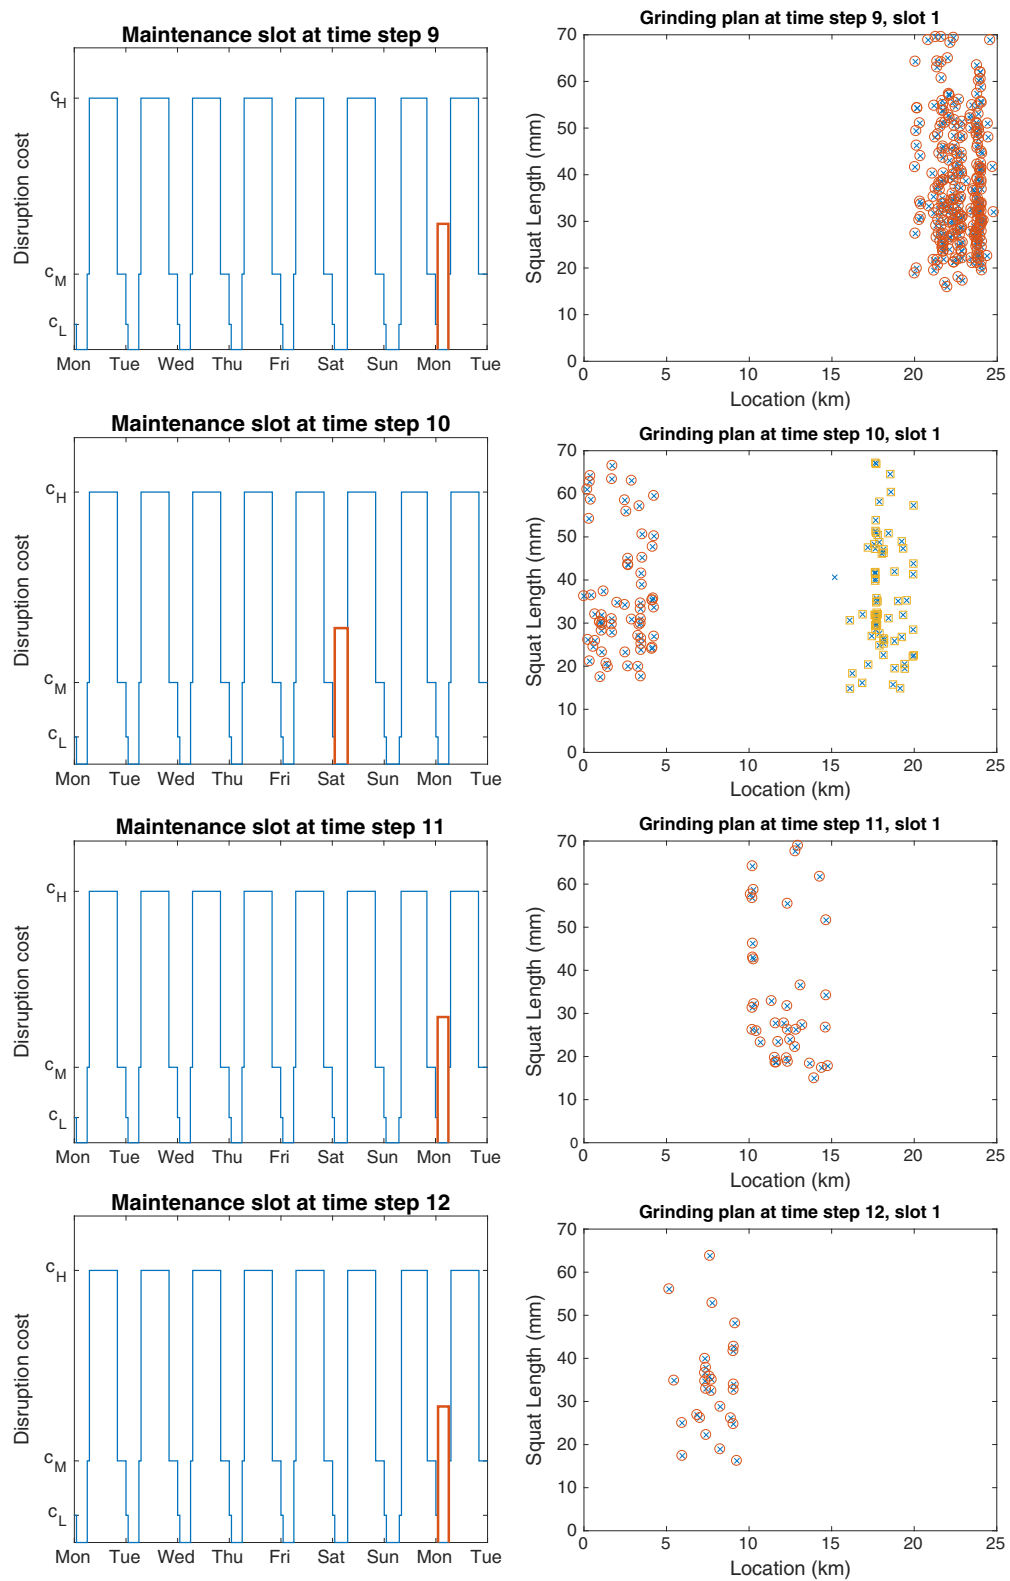 Maintenance slot at time step 9
Disruption cost
c_H
c_M
c_L
Mon Tue Wed Thu Fri Sat Sun Mon Tue
Grinding plan at time step 9, slot 1
Squat Length (mm)
70
60
50
40
30
20
10
0
0 5 10 15 20 25
Location (km)
Maintenance slot at time step 10
Disruption cost
c_H
c_M
c_L
Mon Tue Wed Thu Fri Sat Sun Mon Tue
Grinding plan at time step 10, slot 1
Squat Length (mm)
70
60
50
40
30
20
10
0
0 5 10 15 20 25
Location (km)
Maintenance slot at time step 11
Disruption cost
c_H
c_M
c_L
Mon Tue Wed Thu Fri Sat Sun Mon Tue
Grinding plan at time step 11, slot 1
Squat Length (mm)
70
60
50
40
30
20
10
0
0 5 10 15 20 25
Location (km)
Maintenance slot at time step 12
Disruption cost
c_H
c_M
c_L
Mon Tue Wed Thu Fri Sat Sun Mon Tue
Grinding plan at time step 12, slot 1
Squat Length (mm)
70
60
50
40
30
20
10
0
0 5 10 15 20 25
Location (km)